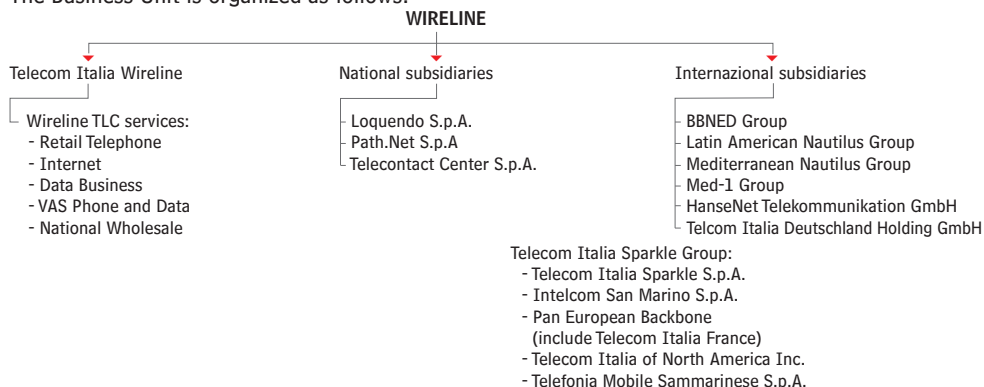 The Business Unit is organized as follows:
WIRELINE
Telecom Italia Wireline
National subsidiaries
Internazional subsidiaries
Wireline TLC services:
- Retail Telephone
- Internet
- Data Business
- VAS Phone and Data
- National Wholesale
Loquendo S.p.A.
Path.Net S.p.A
Telecontact Center S.p.A.
BBNED Group
Latin American Nautilus Group
Mediterranean Nautilus Group
Med-1 Group
HanseNet Telekommunikation GmbH
Telcom Italia Deutschland Holding GmbH
Telecom Italia Sparkle Group:
- Telecom Italia Sparkle S.p.A.
- Intelcom San Marino S.p.A.
- Pan European Backbone
(include Telecom Italia France)
- Telecom Italia of North America Inc.
- Telefonia Mobile Sammarinese S.p.A.